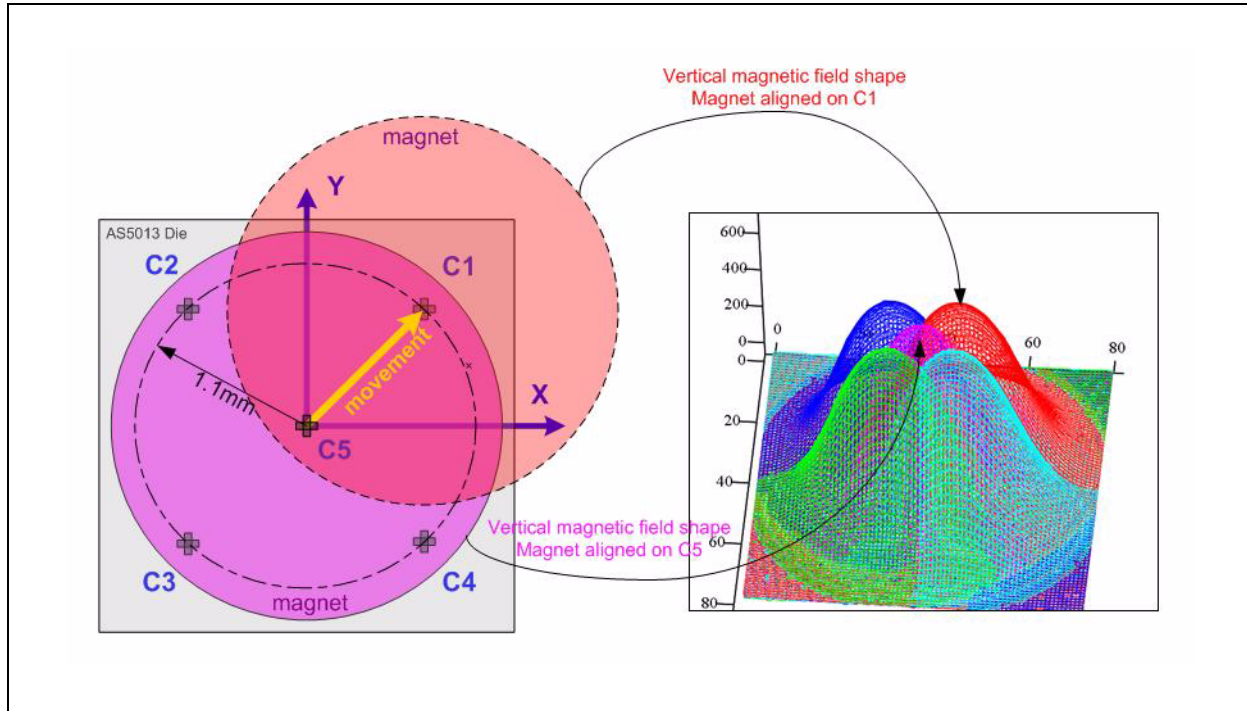 Vertical magnetic field shape
Magnet aligned on C1
magnet
Y
AS5013 Die
C2
C1
movement
1.1mm
X
C5
C3
C4
magnet
Vertical magnetic field shape
Magnet aligned on C5
600
400
200
0
0
0
60
80
20
40
60
80